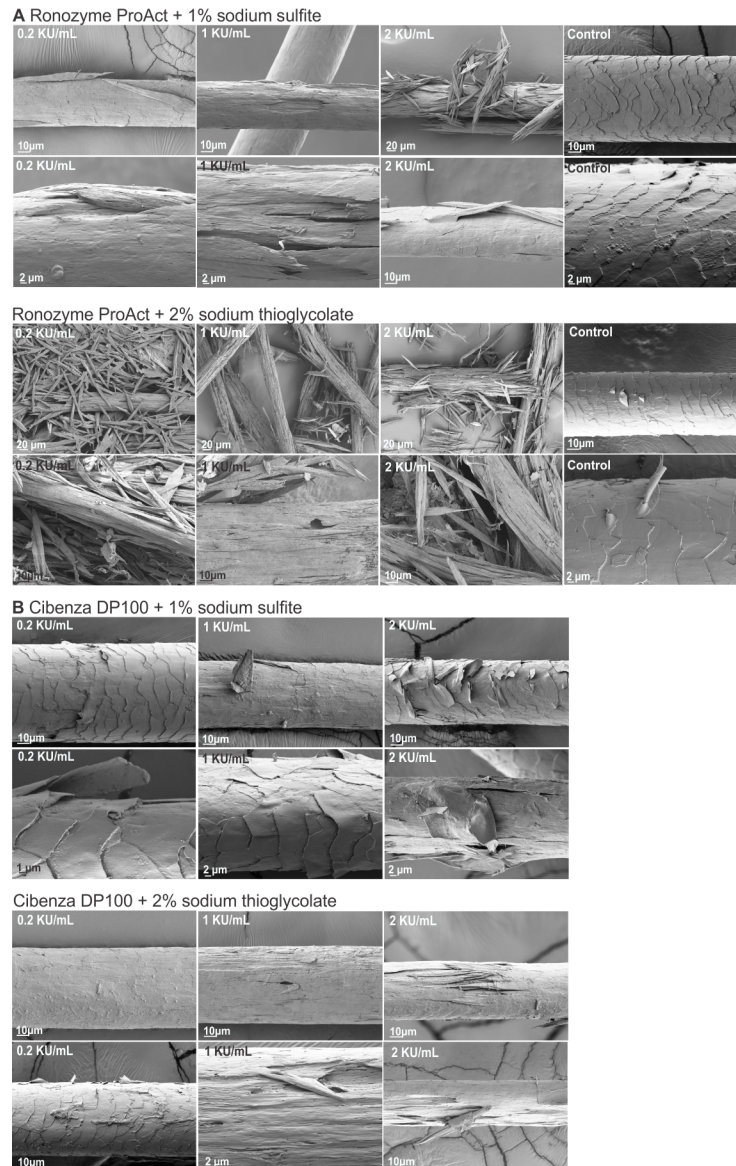 A Ronozyme ProAct + 1% sodium sulfite
0.2 KU/mL 1 KU/mL 2 KU/mL Control
10µm 10µm 20 µm 10µm
0.2 KU/mL 1 KU/mL 2 KU/mL Control
2 µm 2 µm 10µm 2 µm
Ronozyme ProAct + 2% sodium thioglycolate
0.2 KU/mL 1 KU/mL 2 KU/mL Control
20 µm 20 µm 20 µm 10µm
0.2 KU/mL 1 KU/mL 2 KU/mL Control
10µm 10µm 10µm 2 µm
B Cibenza DP100 + 1% sodium sulfite
0.2 KU/mL 1 KU/mL 2 KU/mL
10µm 10µm 10µm
0.2 KU/mL 1 KU/mL 2 KU/mL
1 µm 2 µm 2 µm
Cibenza DP100 + 2% sodium thioglycolate
0.2 KU/mL 1 KU/mL 2 KU/mL
10µm 10µm 10µm
0.2 KU/mL 1 KU/mL 2 KU/mL
10µm 2 µm 10µm